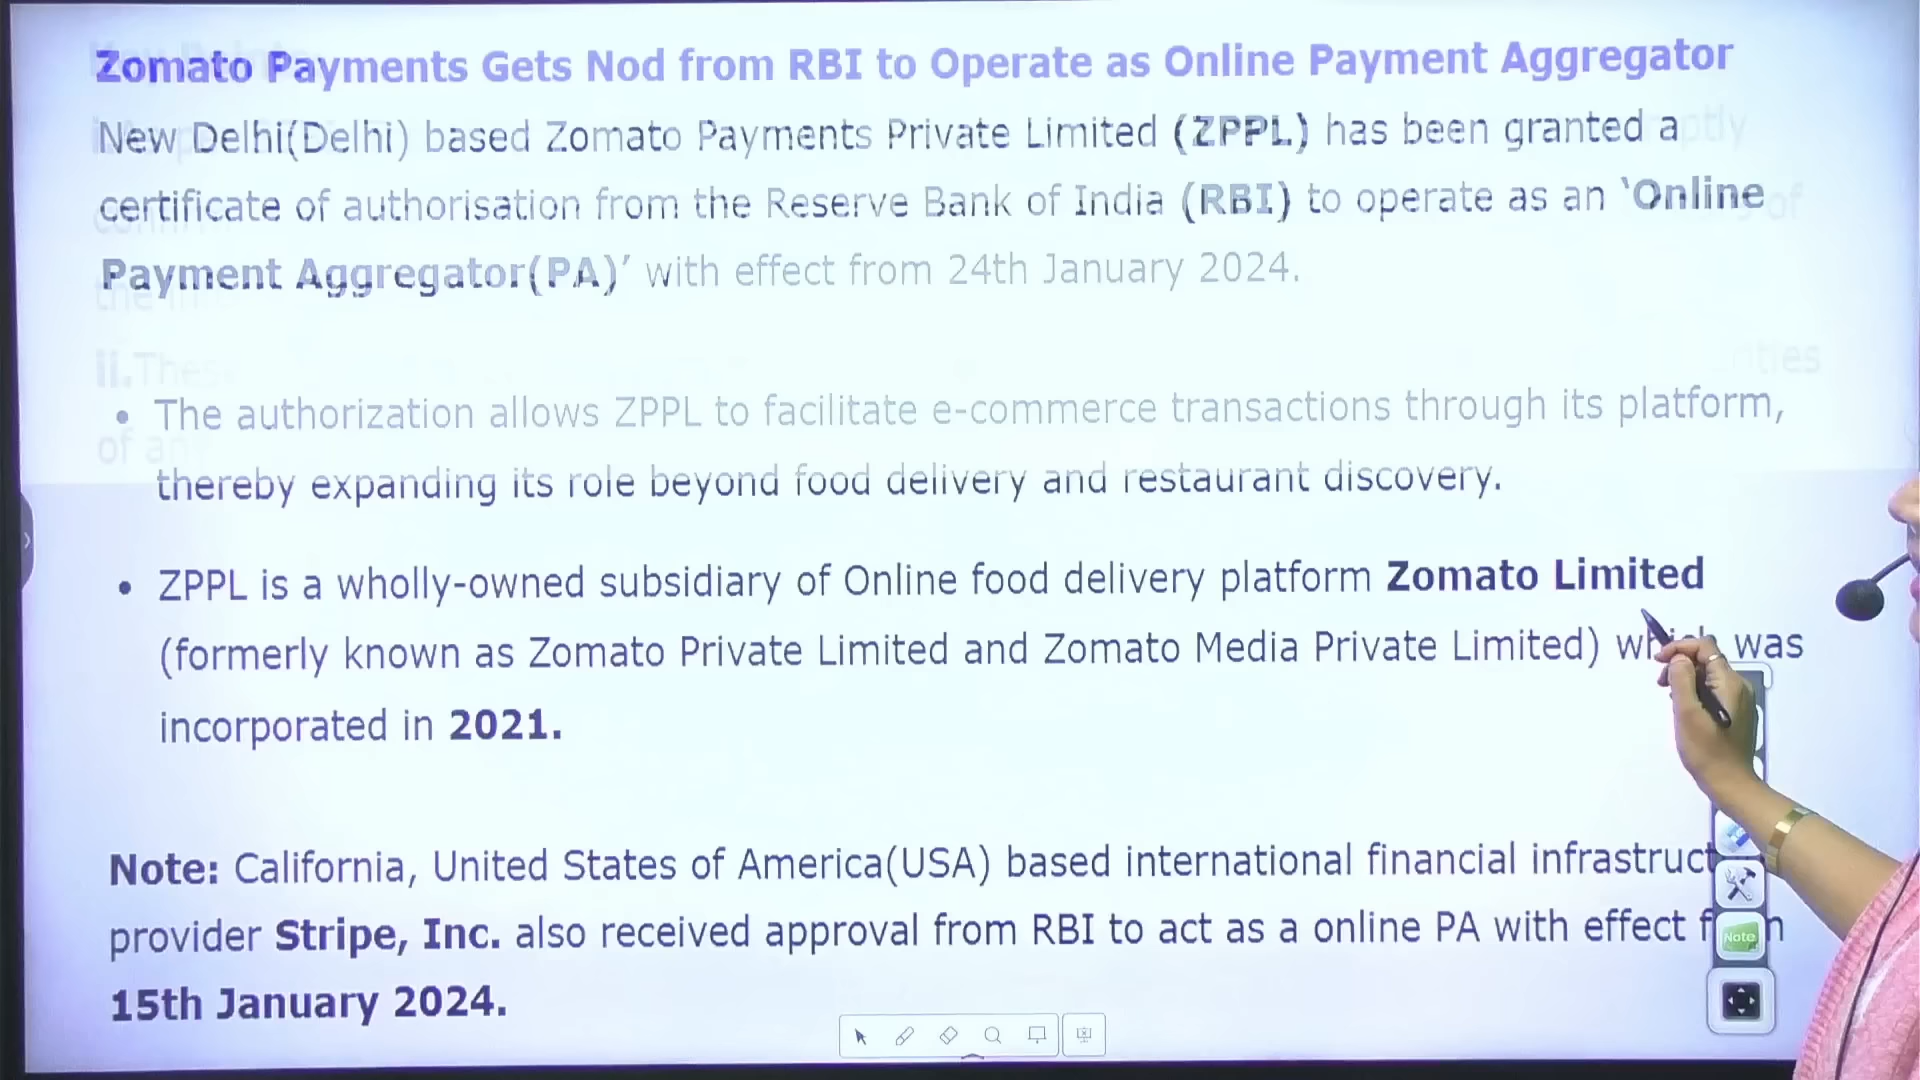 Zomato Payments Gets Nod from RBI to Operate as Online Payment Aggregator
New Delhi(Delhi) based Zomato Payments Private Limited (ZPPL) has been granted a
certificate of authorisation from the Reserve Bank of India (RBI) to operate as an ‘Online
Payment Aggregator(PA)’ with effect from 24th January 2024.
ii.
• The authorization allows ZPPL to facilitate e-commerce transactions through its platform,
of
thereby expanding its role beyond food delivery and restaurant discovery.
• ZPPL is a wholly-owned subsidiary of Online food delivery platform Zomato Limited
(formerly known as Zomato Private Limited and Zomato Media Private Limited) which was
incorporated in 2021.
Note: California, United States of America(USA) based international financial
provider Stripe, Inc. also received approval from RBI to act as a online PA with effect
15th January 2024.
Note